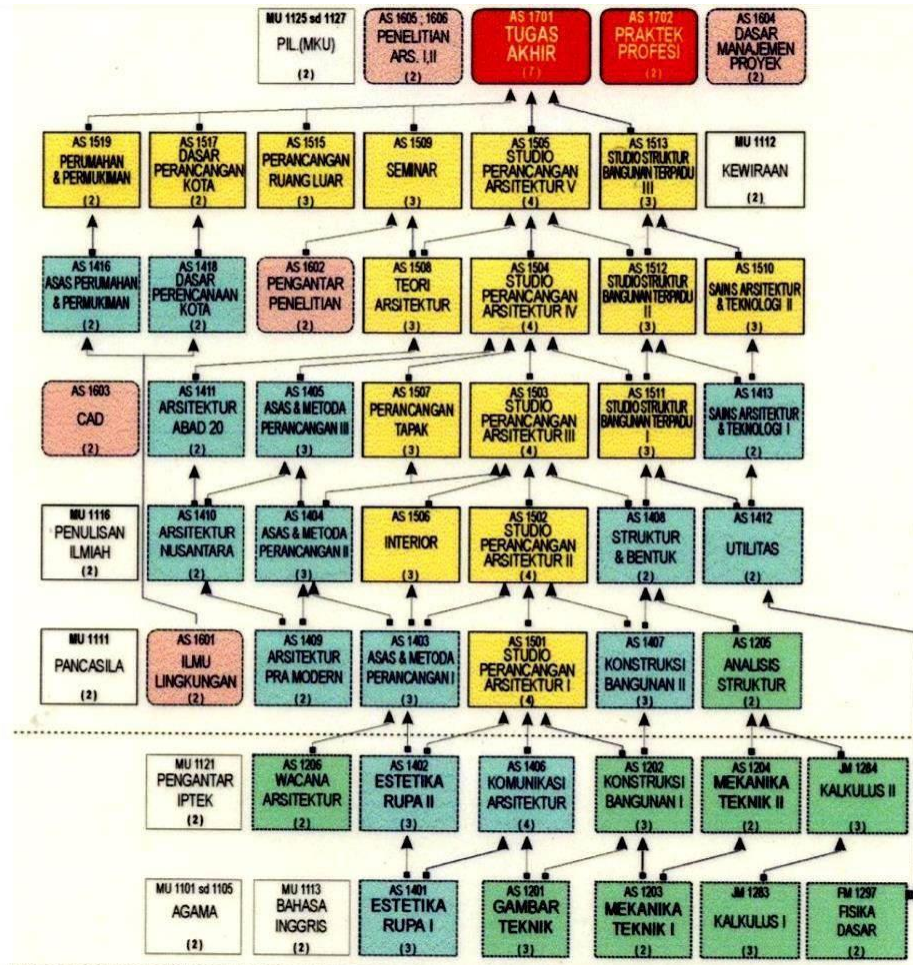 MU 1125 sd 1127
PIL.(MKU)
(2)
AS 1605 ; 1606
PENELITIAN
ARS. I,II
(2)
AS 1701
TUGAS
AKHIR
(7)
AS 1702
PRAKTEK
PROFESI
(2)
AS 1604
DASAR
MANAJEMEN
PROYEK
(2)
AS 1519
PERUMAHAN
& PERMUKIMAN
(2)
AS 1517
DASAR
PERANCANGAN
KOTA
(2)
AS 1515
PERANCANGAN
RUANG LUAR
(3)
AS 1509
SEMINAR
(3)
AS 1505
STUDIO
PERANCANGAN
ARSITEKTUR V
(4)
AS 1513
STUDIO STRUKTUR
BANGUNAN TERPADU
III
(3)
MU 1112
KEWIRAAN
(2)
AS 1416
ASAS PERUMAHAN
& PERMUKIMAN
(2)
AS 1418
DASAR
PERENCANAAN
KOTA
(2)
AS 1602
PENGANTAR
PENELITIAN
(2)
AS 1508
TEORI
ARSITEKTUR
(3)
AS 1504
STUDIO
PERANCANGAN
ARSITEKTUR IV
(4)
AS 1512
STUDIO STRUKTUR
BANGUNAN TERPADU
II
(3)
AS 1510
SAINS ARSITEKTUR
& TEKNOLOGI II
(3)
AS 1603
CAD
(2)
AS 1411
ARSITEKTUR
ABAD 20
(2)
AS 1405
ASAS & METODA
PERANCANGAN III
(3)
AS 1507
PERANCANGAN
TAPAK
(3)
AS 1503
STUDIO
PERANCANGAN
ARSITEKTUR III
(4)
AS 1511
STUDIO STRUKTUR
BANGUNAN TERPADU
I
(3)
AS 1413
SAINS ARSITEKTUR
& TEKNOLOGI I
(2)
MU 1116
PENULISAN
ILMIAH
(2)
AS 1410
ARSITEKTUR
NUSANTARA
(2)
AS 1404
ASAS & METODA
PERANCANGAN II
(3)
AS 1506
INTERIOR
(3)
AS 1502
STUDIO
PERANCANGAN
ARSITEKTUR II
(4)
AS 1408
STRUKTUR
& BENTUK
(2)
AS 1412
UTILITAS
(2)
MU 1111
PANCASILA
(2)
AS 1601
ILMU
LINGKUNGAN
(2)
AS 1409
ARSITEKTUR
PRA MODERN
(2)
AS 1403
ASAS & METODA
PERANCANGAN I
(3)
AS 1501
STUDIO
PERANCANGAN
ARSITEKTUR I
(4)
AS 1407
KONSTRUKSI
BANGUNAN II
(3)
AS 1205
ANALISIS
STRUKTUR
(2)
MU 1121
PENGANTAR
IPTEK
(2)
AS 1206
WACANA
ARSITEKTUR
(2)
AS 1402
ESTETIKA
RUPA II
(3)
AS 1406
KOMUNIKASI
ARSITEKTUR
(4)
AS 1202
KONSTRUKSI
BANGUNAN I
(3)
AS 1204
MEKANIKA
TEKNIK II
(2)
JM 1284
KALKULUS II
(3)
MU 1101 sd 1105
AGAMA
(2)
MU 1113
BAHASA
INGGRIS
(2)
AS 1401
ESTETIKA
RUPA I
(3)
AS 1201
GAMBAR
TEKNIK
(3)
AS 1203
MEKANIKA
TEKNIK I
(2)
JM 1283
KALKULUS I
(3)
FM 1297
FISIKA
DASAR
(2)